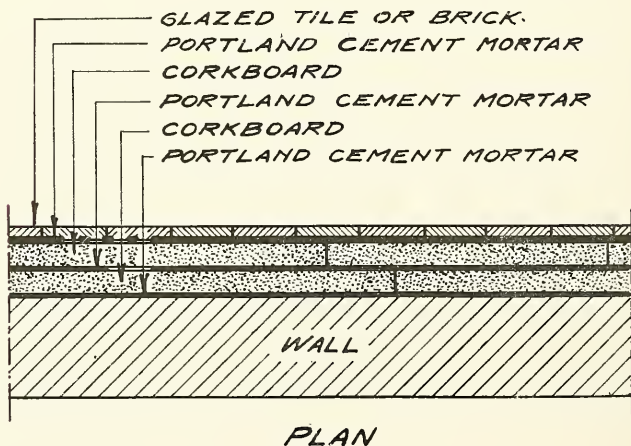 GLAZED TILE OR BRICK.
PORTLAND CEMENT MORTAR
CORKBOARD
PORTLAND CEMENT MORTAR
CORKBOARD
PORTLAND CEMENT MORTAR
WALL
PLAN